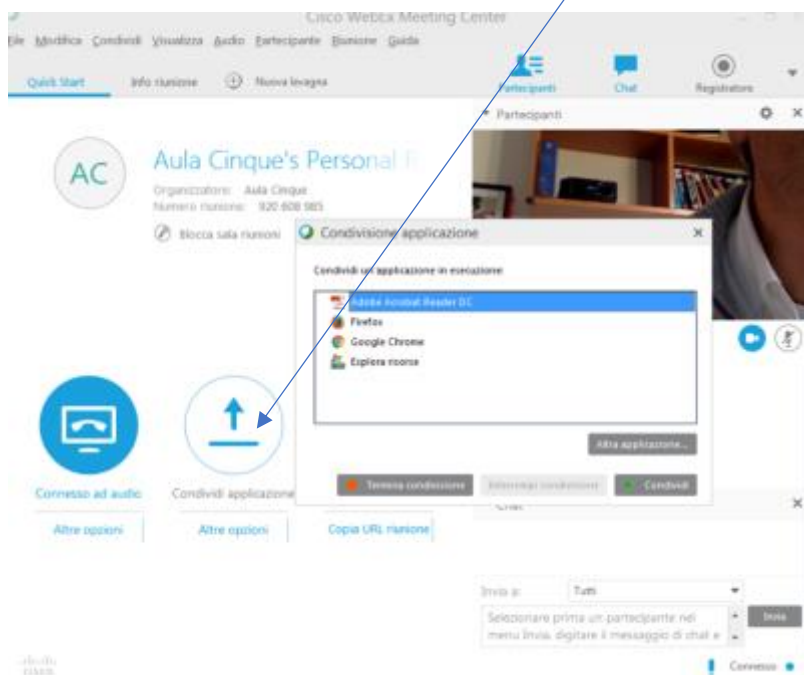 Cisco WebEx Meeting Center
File Modifica Condividi Visualizza Audio Partecipante Riunione Guida
Quick Start Info riunione Nuova lavagna
Partecipanti Chat Registratore
Partecipanti
AC
Aula Cinque's Personal
Organizzatore: Aula Cinque
Numero riunione: 920 608 985
Blocca sala riunioni
Condivisione applicazione
Condividi un applicazione in esecuzione
Adobe Acrobat Reader DC
Firefox
Google Chrome
Esplora risorse
Altra applicazione...
Termina condivisione Interrompi condivisione Condividi
Connesso ad audio Condividi applicazione
Altre opzioni Altre opzioni Copia URL riunione
Chat
Invia a: Tutti
Selezionare prima un partecipante nel
menu Invia, digitare il messaggio di chat e
Invia
Connesso